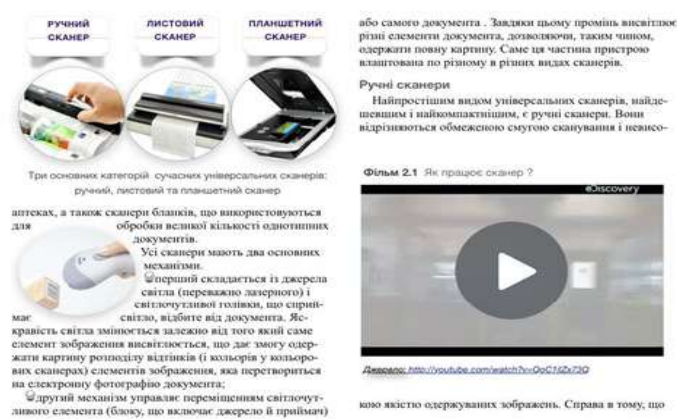 РУЧНИЙ
СКАНЕР
ЛИСТОВИЙ
СКАНЕР
ПЛАНШЕТНИЙ
СКАНЕР
Три основних категорій сучасних універсальних сканерів:
ручний, листовий та планшетний сканер
аптеках, а також сканери бланків, що використовуються
для обробки великої кількості однотипних
документів.
Усі сканери мають два основних
механізми.
перший складається із джерела
світла (переважно лазерного) і
світлочутливої голівки, що сприй-
має світло, відбите від документа. Яс-
кравість світла змінюється залежно від того який саме
елемент зображення висвітлюється, що дає змогу одер-
жати картину розподілу відтінків (і кольорів у кольоро-
вих сканерах) елементів зображення, яка перетвориться
на електронну фотографію документа;
другий механізм управляє переміщенням світлочут-
ливого елемента (блоку, що включає джерело й приймач)
або самого документа . Завдяки цьому промінь висвітлює
різні елементи документа, дозволяючи, таким чином,
одержати повну картину. Саме ця частина пристрою
влаштована по різному в різних видах сканерів.
Ручні сканери
Найпростішим видом універсальних сканерів, найде-
шевшим і найкомпактнішим, є ручні сканери. Вони
відрізняються обмеженою смугою сканування і невисо-
Фільм 2.1 Як працює сканер ?
Discovery
Джерело: http://youtube.com/watch?v=
кою якістю одержуваних зображень. Справа в тому, що